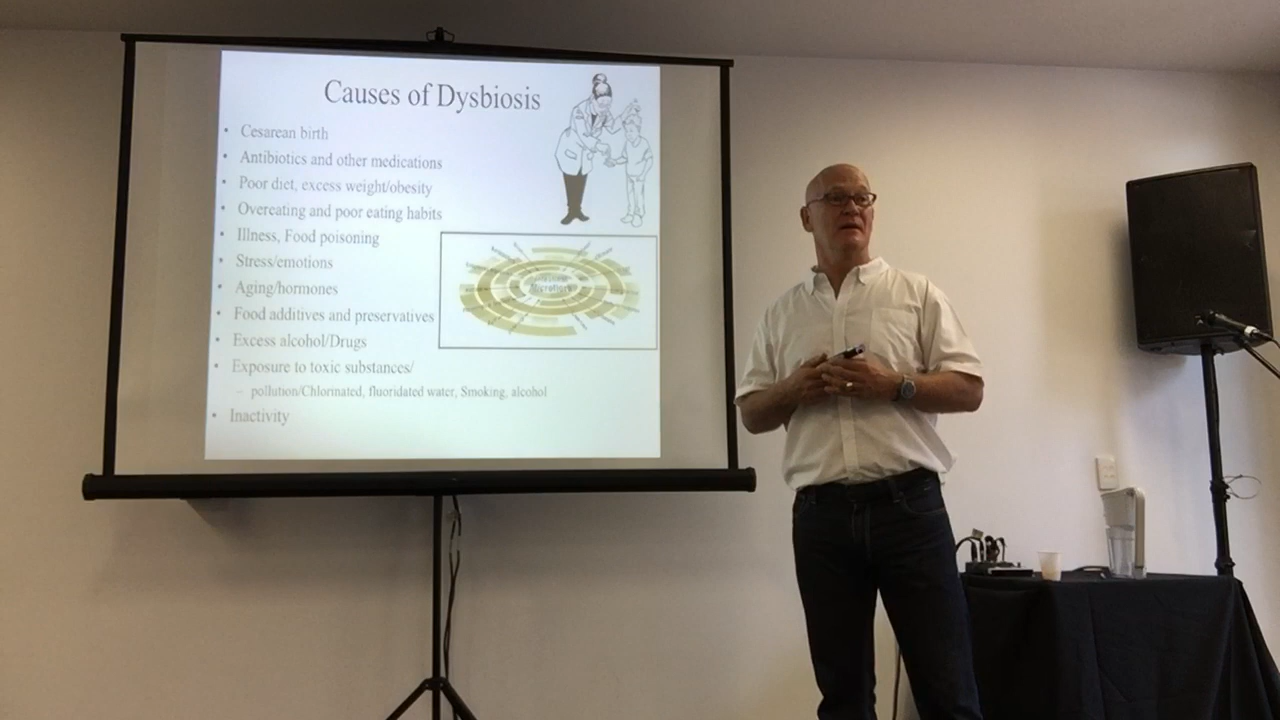 Causes of Dysbiosis
• Cesarean birth
• Antibiotics and other medications
• Poor diet, excess weight/obesity
• Overeating and poor eating habits
• Illness, Food poisoning
• Stress/emotions
• Aging/hormones
• Food additives and preservatives
• Excess alcohol/Drugs
• Exposure to toxic substances/
– pollution/Chlorinated, fluoridated water, Smoking, alcohol
• Inactivity
Microflora